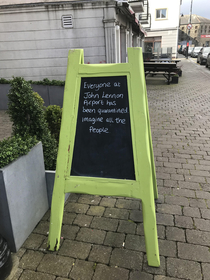 Everyone at
John Lennon
Airport has
been quarantined
imagine all the
People